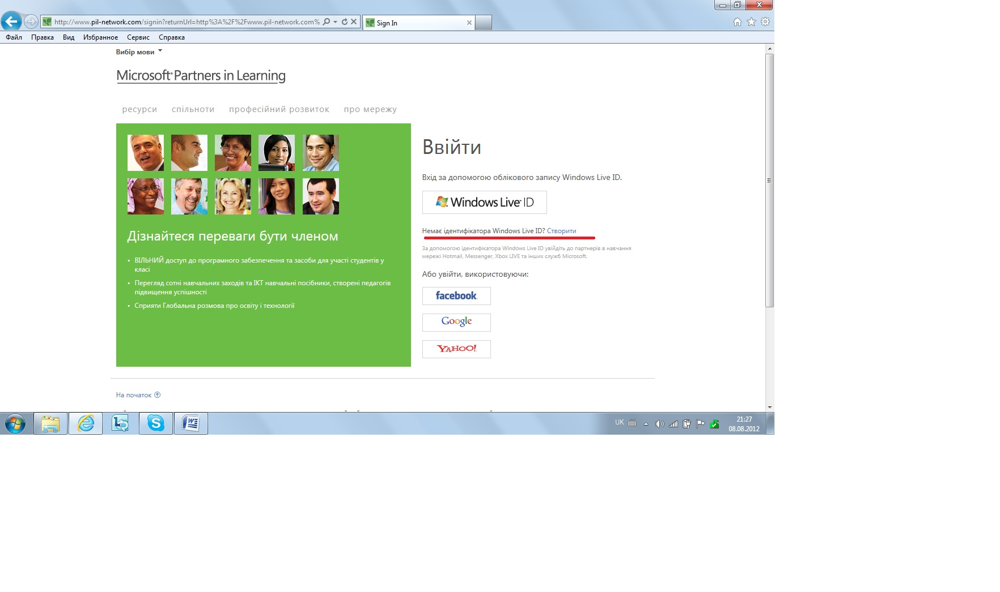 http://www.pil-network.com/signin?returnUrl=http%3A%2F%2Fwww.pil-network.com%
Sign In
Файл Правка Вид Избранное Сервис Справка
Вибір мови
Microsoft® Partners in Learning
ресурси спільноти професійний розвиток про мережу
Дізнайтеся переваги бути членом
• ВІЛЬНИЙ доступ до програмного забезпечення та засоби для участі студентів у
класі
• Перегляд сотні навчальних заходів та ІКТ навчальні посібники, створені педагогів
підвищення успішності
• Сприяти Глобальна розмова про освіту і технології
Ввійти
Вхід за допомогою облікового запису Windows Live ID.
Windows Live ID
Немає ідентифікатора Windows Live ID? Створити
За допомогою ідентифікатора Windows Live ID увійдіть до партнерів в навчання
мережі Hotmail, Messenger, Xbox LIVE та інших служб Microsoft.
Або увійти, використовуючи:
facebook
Google
YAHOO!
На початок
UK
21:27
08.08.2012